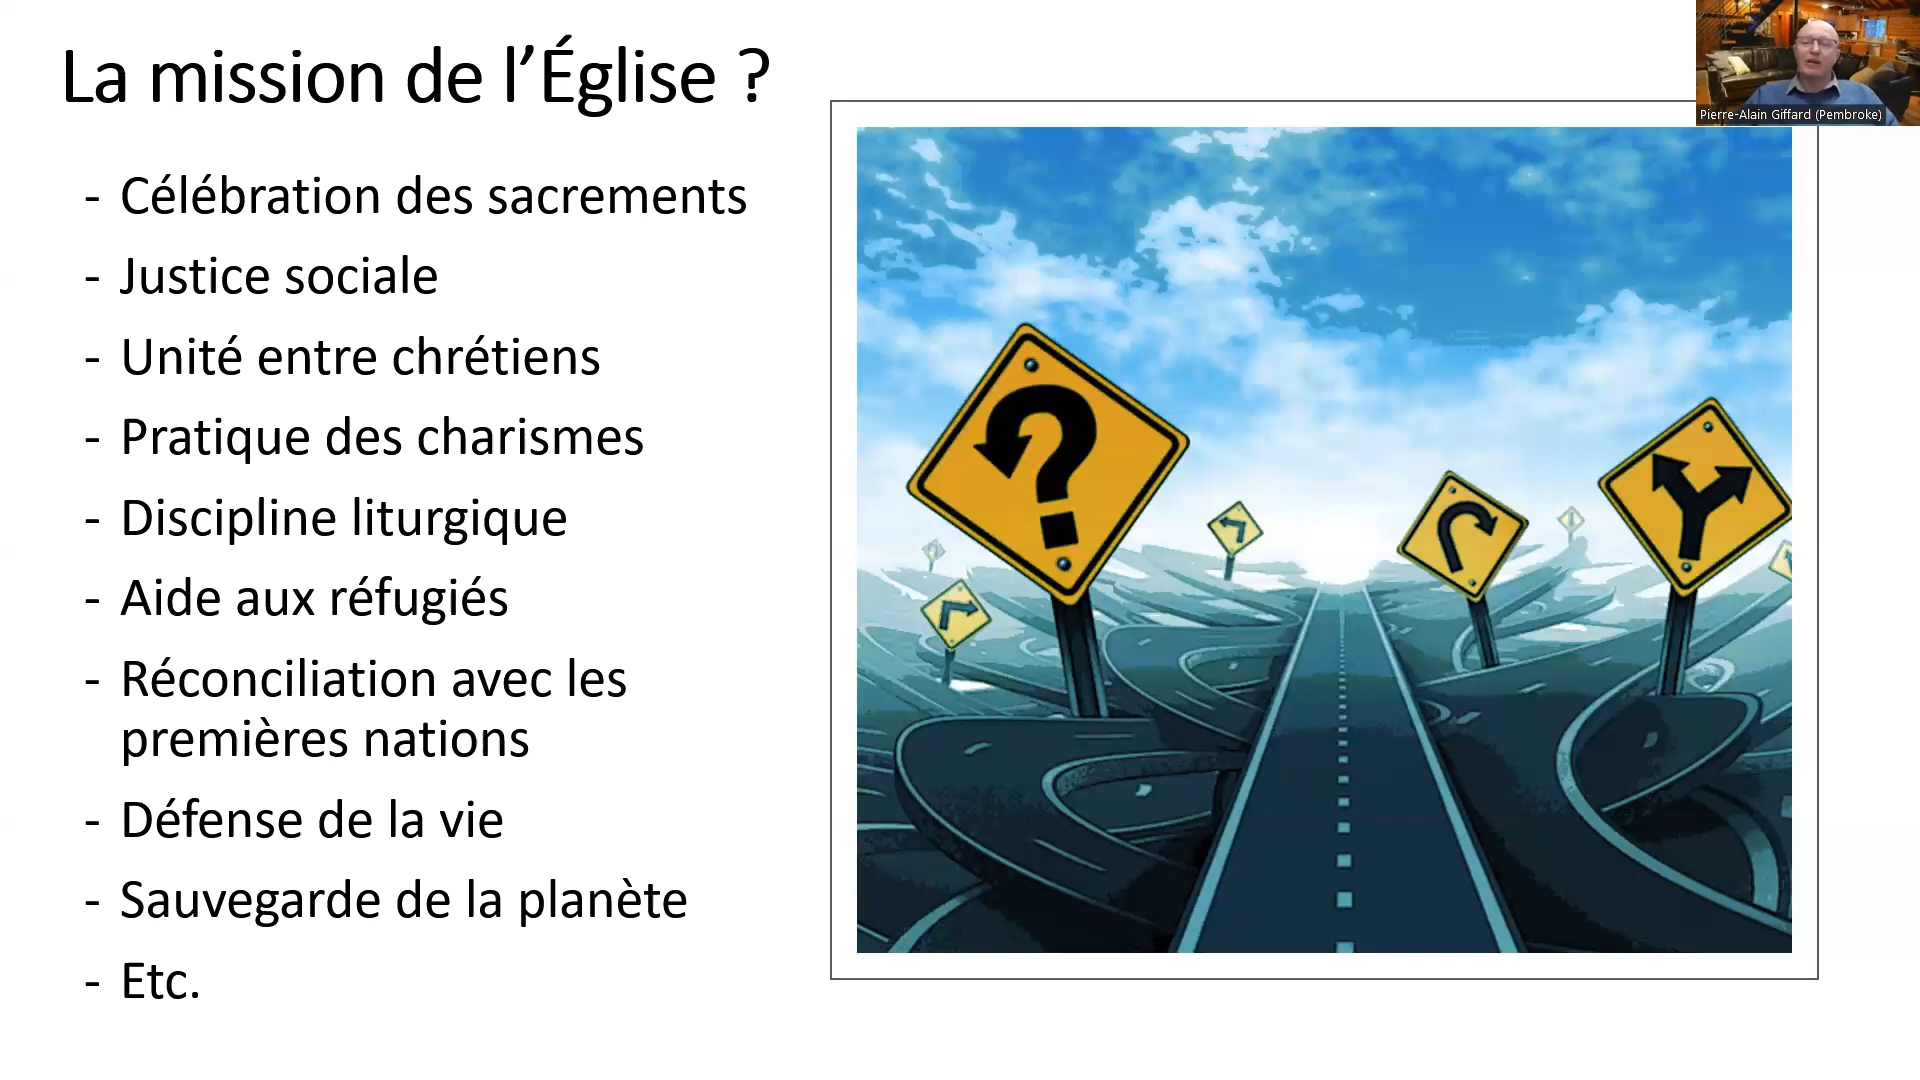 La mission de l’Église ?
- Célébration des sacrements
- Justice sociale
- Unité entre chrétiens
- Pratique des charismes
- Discipline liturgique
- Aide aux réfugiés
- Réconciliation avec les
premières nations
- Défense de la vie
- Sauvegarde de la planète
- Etc.
Pierre-Alain Giffard (Pembroke)
?